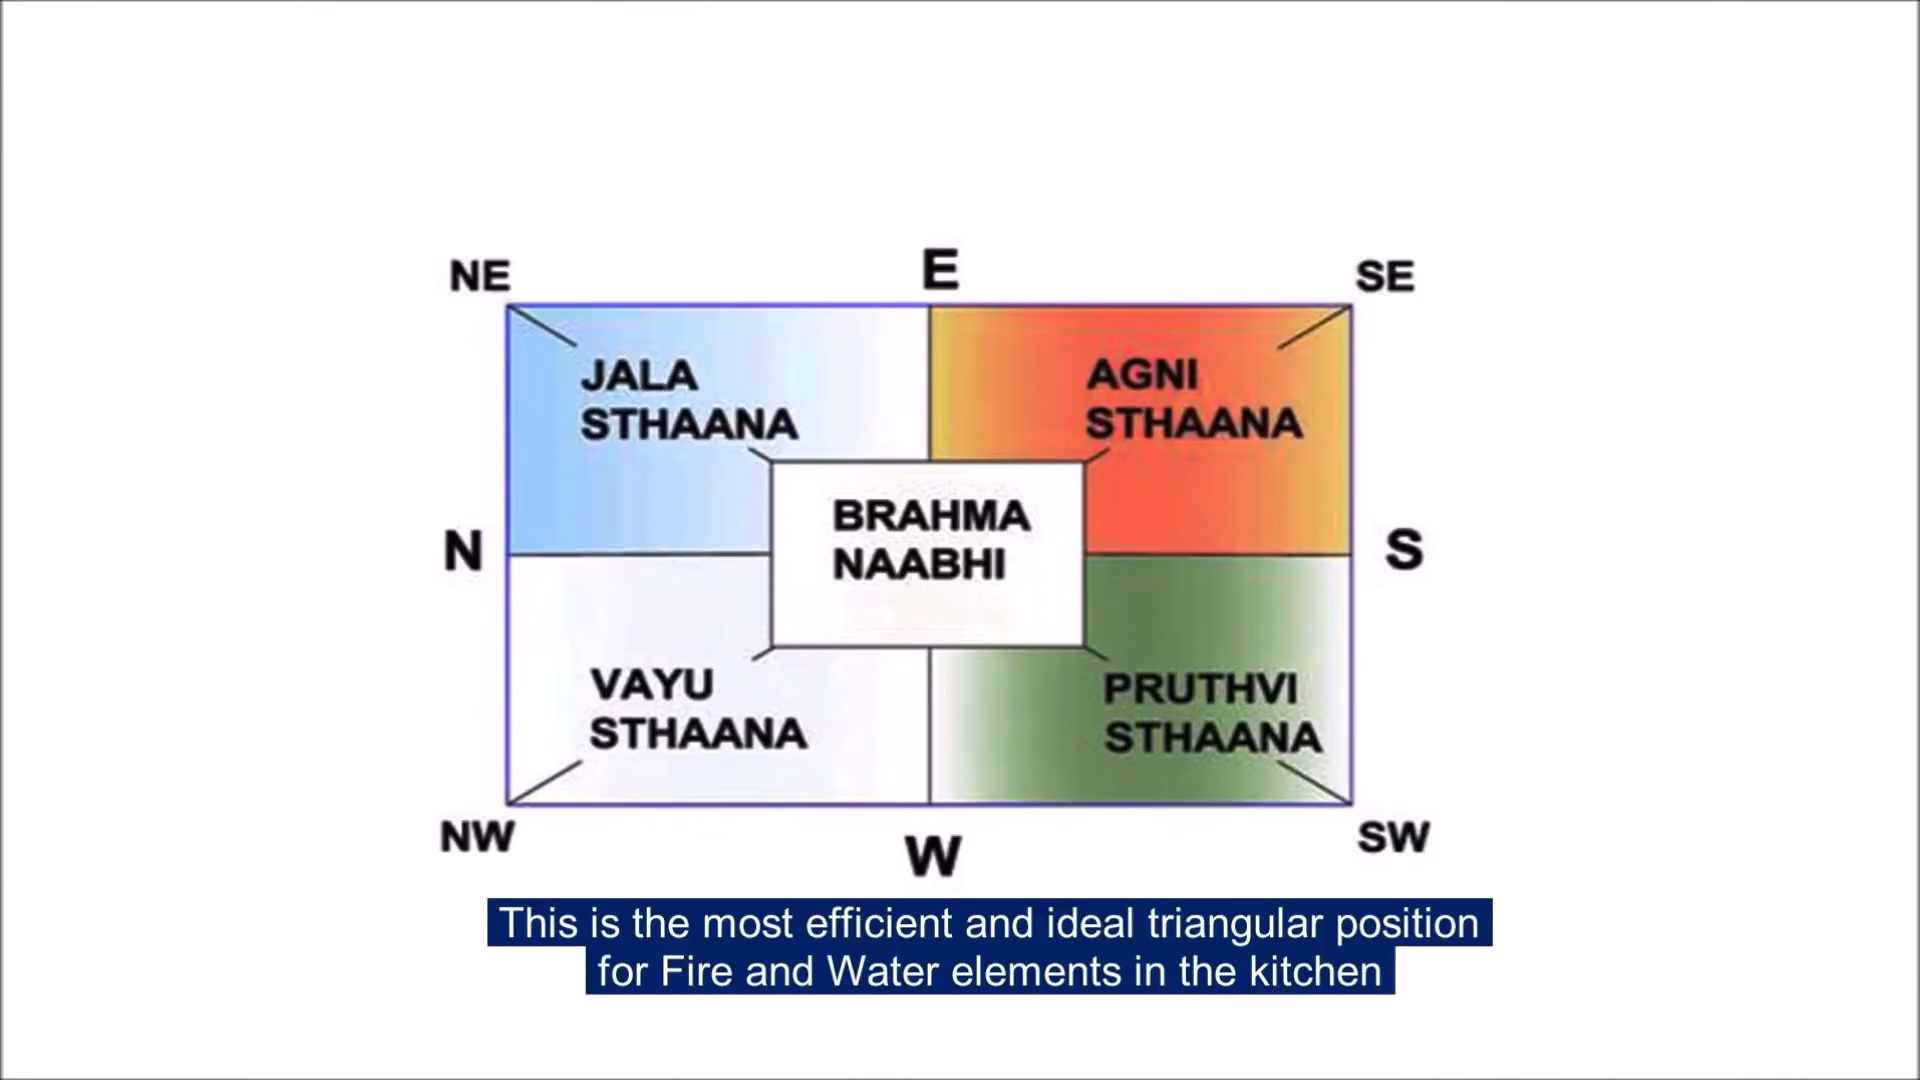 NE
E
SE
JALA
STHAANA
AGNI
STHAANA
N
BRAHMA
NAABHI
S
VAYU
STHAANA
PRUTHVI
STHAANA
NW
W
SW
This is the most efficient and ideal triangular position
for Fire and Water elements in the kitchen